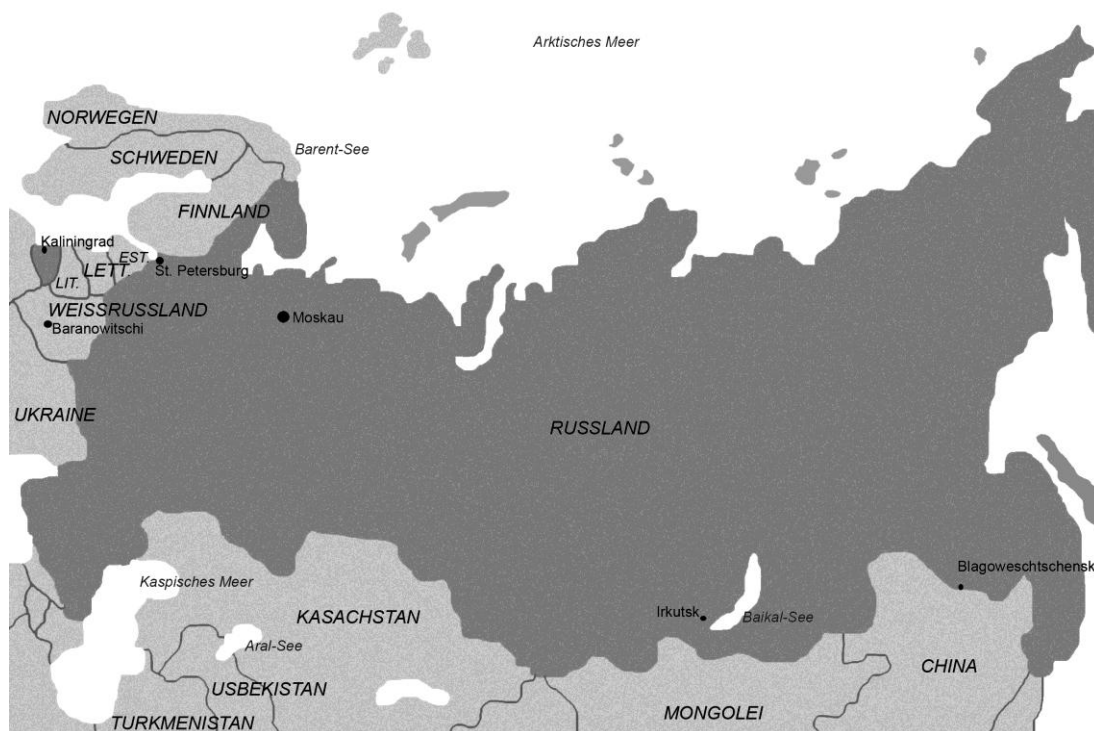 Arktisches Meer
NORWEGEN
Barent-See
SCHWEDEN
FINNLAND
Kaliningrad
EST.
LETT.
St. Petersburg
LIT.
WEISSRUSSLAND
Moskau
Baranowitschi
UKRAINE
RUSSLAND
Blagoweschtschensk
Kaspisches Meer
Irkutsk
KASACHSTAN
Baikal-See
Aral-See
CHINA
USBEKISTAN
MONGOLEI
TURKMENISTAN